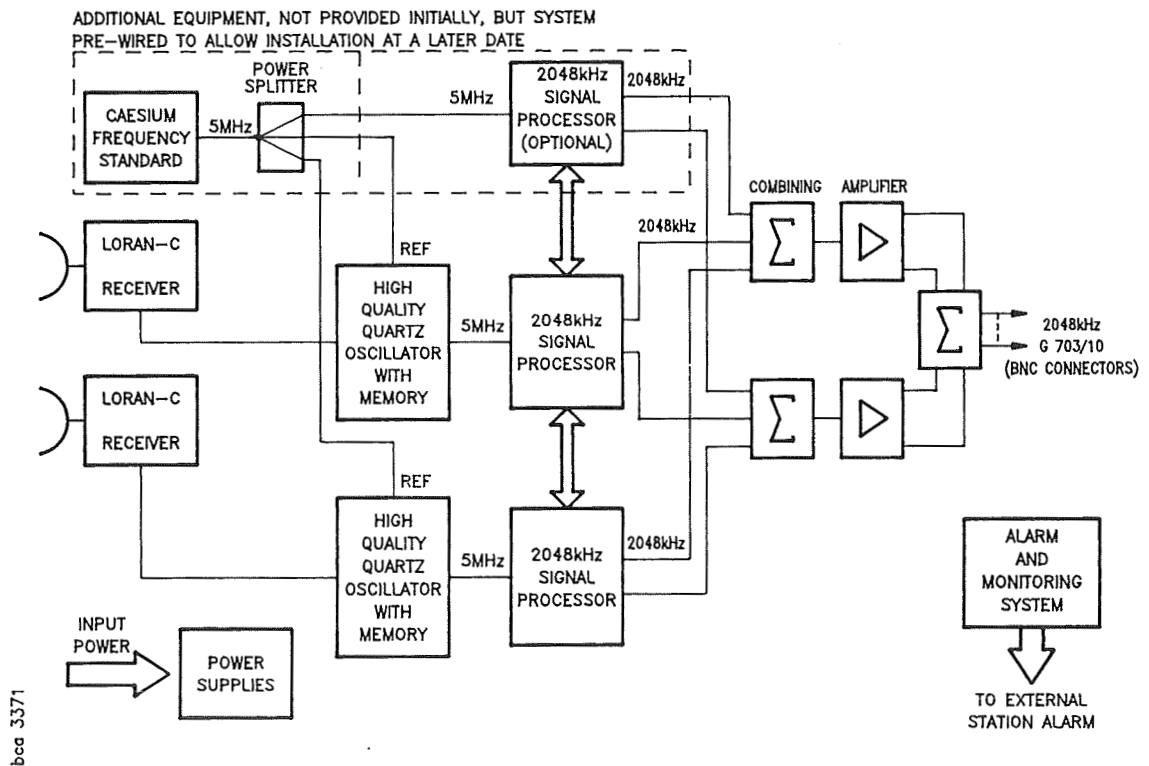 ADDITIONAL EQUIPMENT, NOT PROVIDED INITIALLY, BUT SYSTEM
PRE-WIRED TO ALLOW INSTALLATION AT A LATER DATE
POWER
SPLITTER
CAESIUM
FREQUENCY
STANDARD
5MHz
5MHz
2048kHz
SIGNAL
PROCESSOR
(OPTIONAL)
2048kHz
COMBINING
AMPLIFIER
LORAN-C
RECEIVER
REF
HIGH
QUALITY
QUARTZ
OSCILLATOR
WITH
MEMORY
5MHz
2048kHz
SIGNAL
PROCESSOR
2048kHz
Σ
Σ
2048kHz
G 703/10
(BNC CONNECTORS)
LORAN-C
RECEIVER
Σ
REF
HIGH
QUALITY
QUARTZ
OSCILLATOR
WITH
MEMORY
5MHz
2048kHz
SIGNAL
PROCESSOR
2048kHz
ALARM
AND
MONITORING
SYSTEM
TO EXTERNAL
STATION ALARM
INPUT
POWER
POWER
SUPPLIES
bca 3371